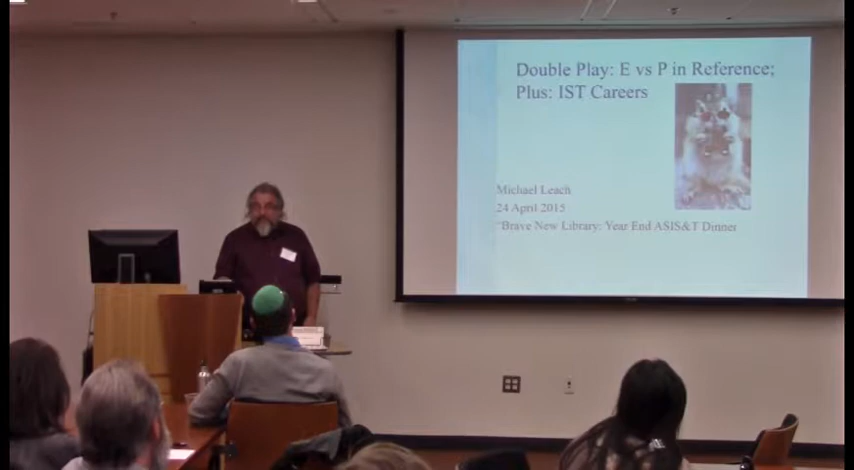 Double Play: E vs P in Reference;
Plus: IST Careers
Michael Leach
24 April 2015
"Brave New Library: Year End ASIS&T Dinner